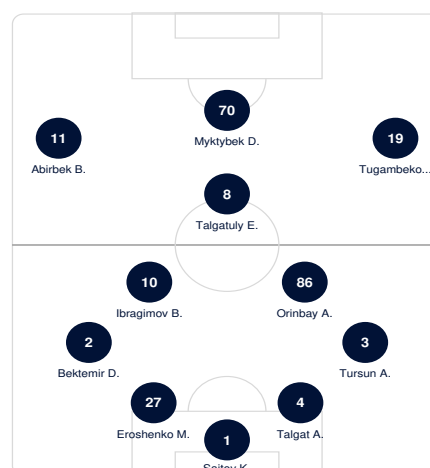 70
Myktybek D.
11
Abirbek B.
19
Tugambeko...
8
Talgatuly E.
10
Ibragimov B.
86
Orinbay A.
2
Bektemir D.
3
Tursun A.
27
Eroshenko M.
4
Talgat A.
1